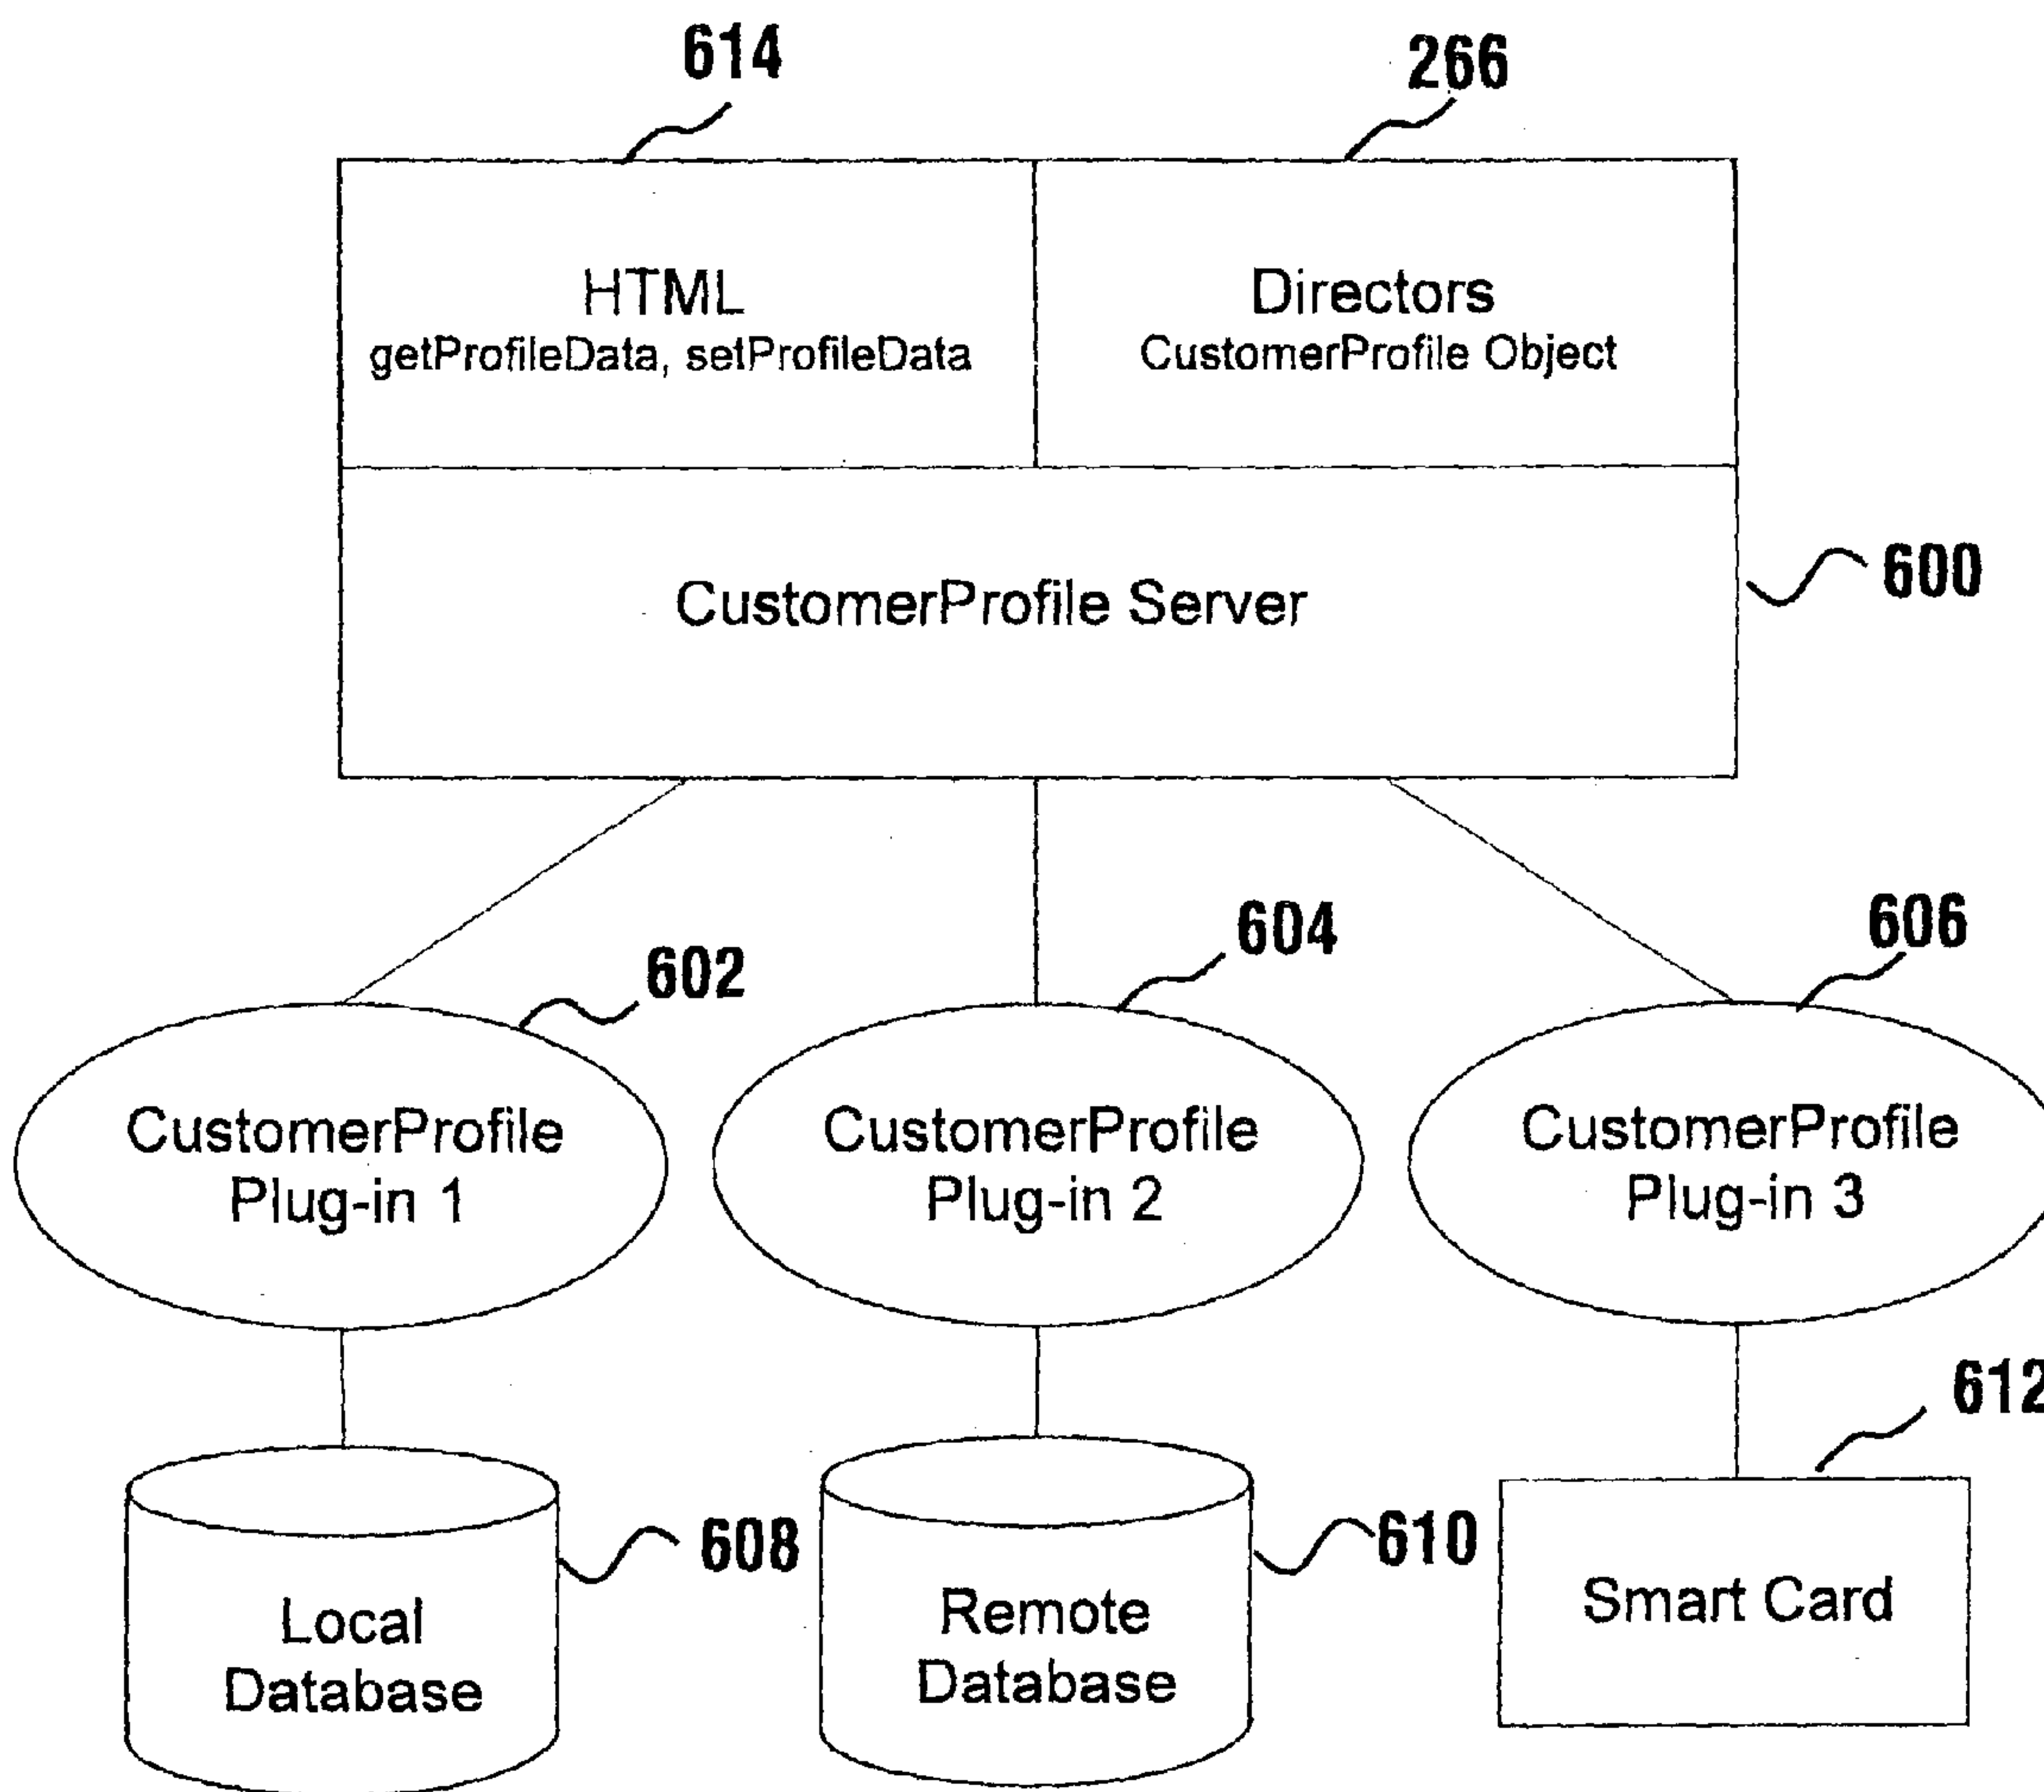 614
266
HTML
getProfileData, setProfileData
Directors
CustomerProfile Object
CustomerProfile Server
600
602
604
606
CustomerProfile
Plug-in 1
CustomerProfile
Plug-in 2
CustomerProfile
Plug-in 3
612
608
610
Local
Database
Remote
Database
Smart Card